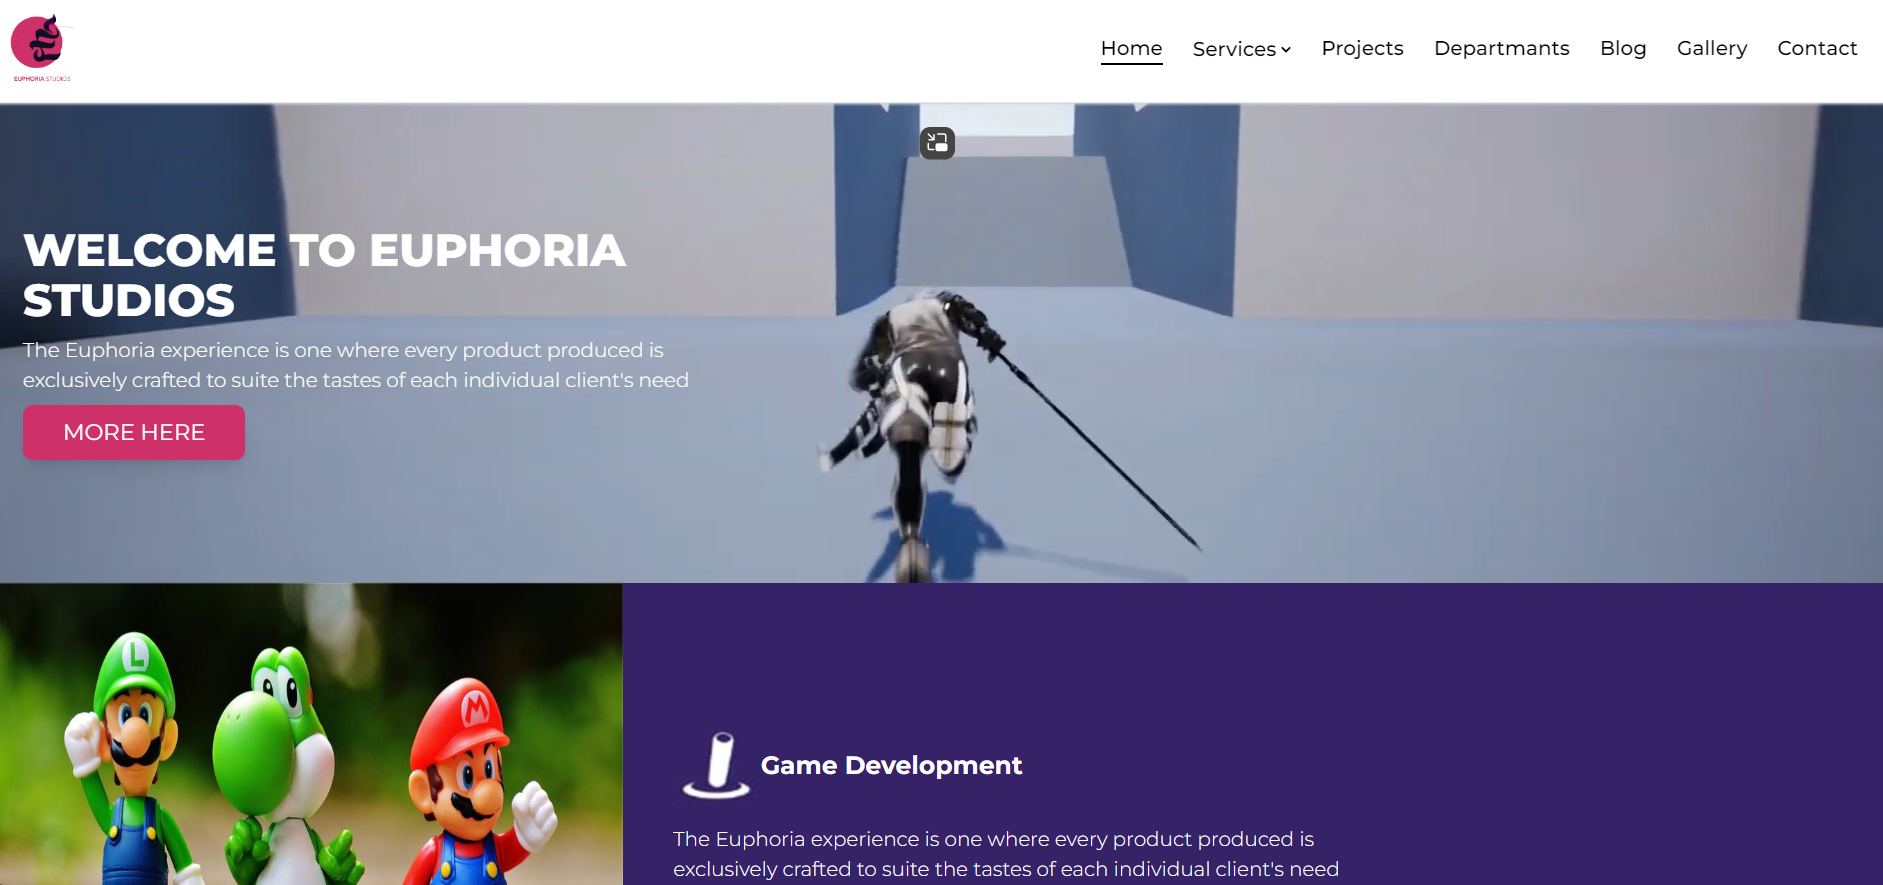 EUPHORIA STUDIOS
Home Services Projects Departmants Blog Gallery Contact
WELCOME TO EUPHORIA
STUDIOS
The Euphoria experience is one where every product produced is
exclusively crafted to suite the tastes of each individual client's need
MORE HERE
L
M
Game Development
The Euphoria experience is one where every product produced is
exclusively crafted to suite the tastes of each individual client's need